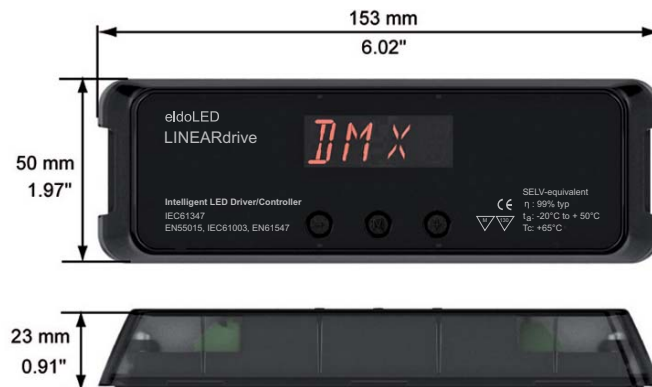 153 mm
6.02"
50 mm
1.97"
eldoLED
LINEARdrive
DMX
Intelligent LED Driver/Controller
IEC61347
EN55015, IEC61003, EN61547
SELV-equivalent
η : 99% typ
ta: -20°C to + 50°C
Tc: +65°C
CE
M
130
23 mm
0.91"